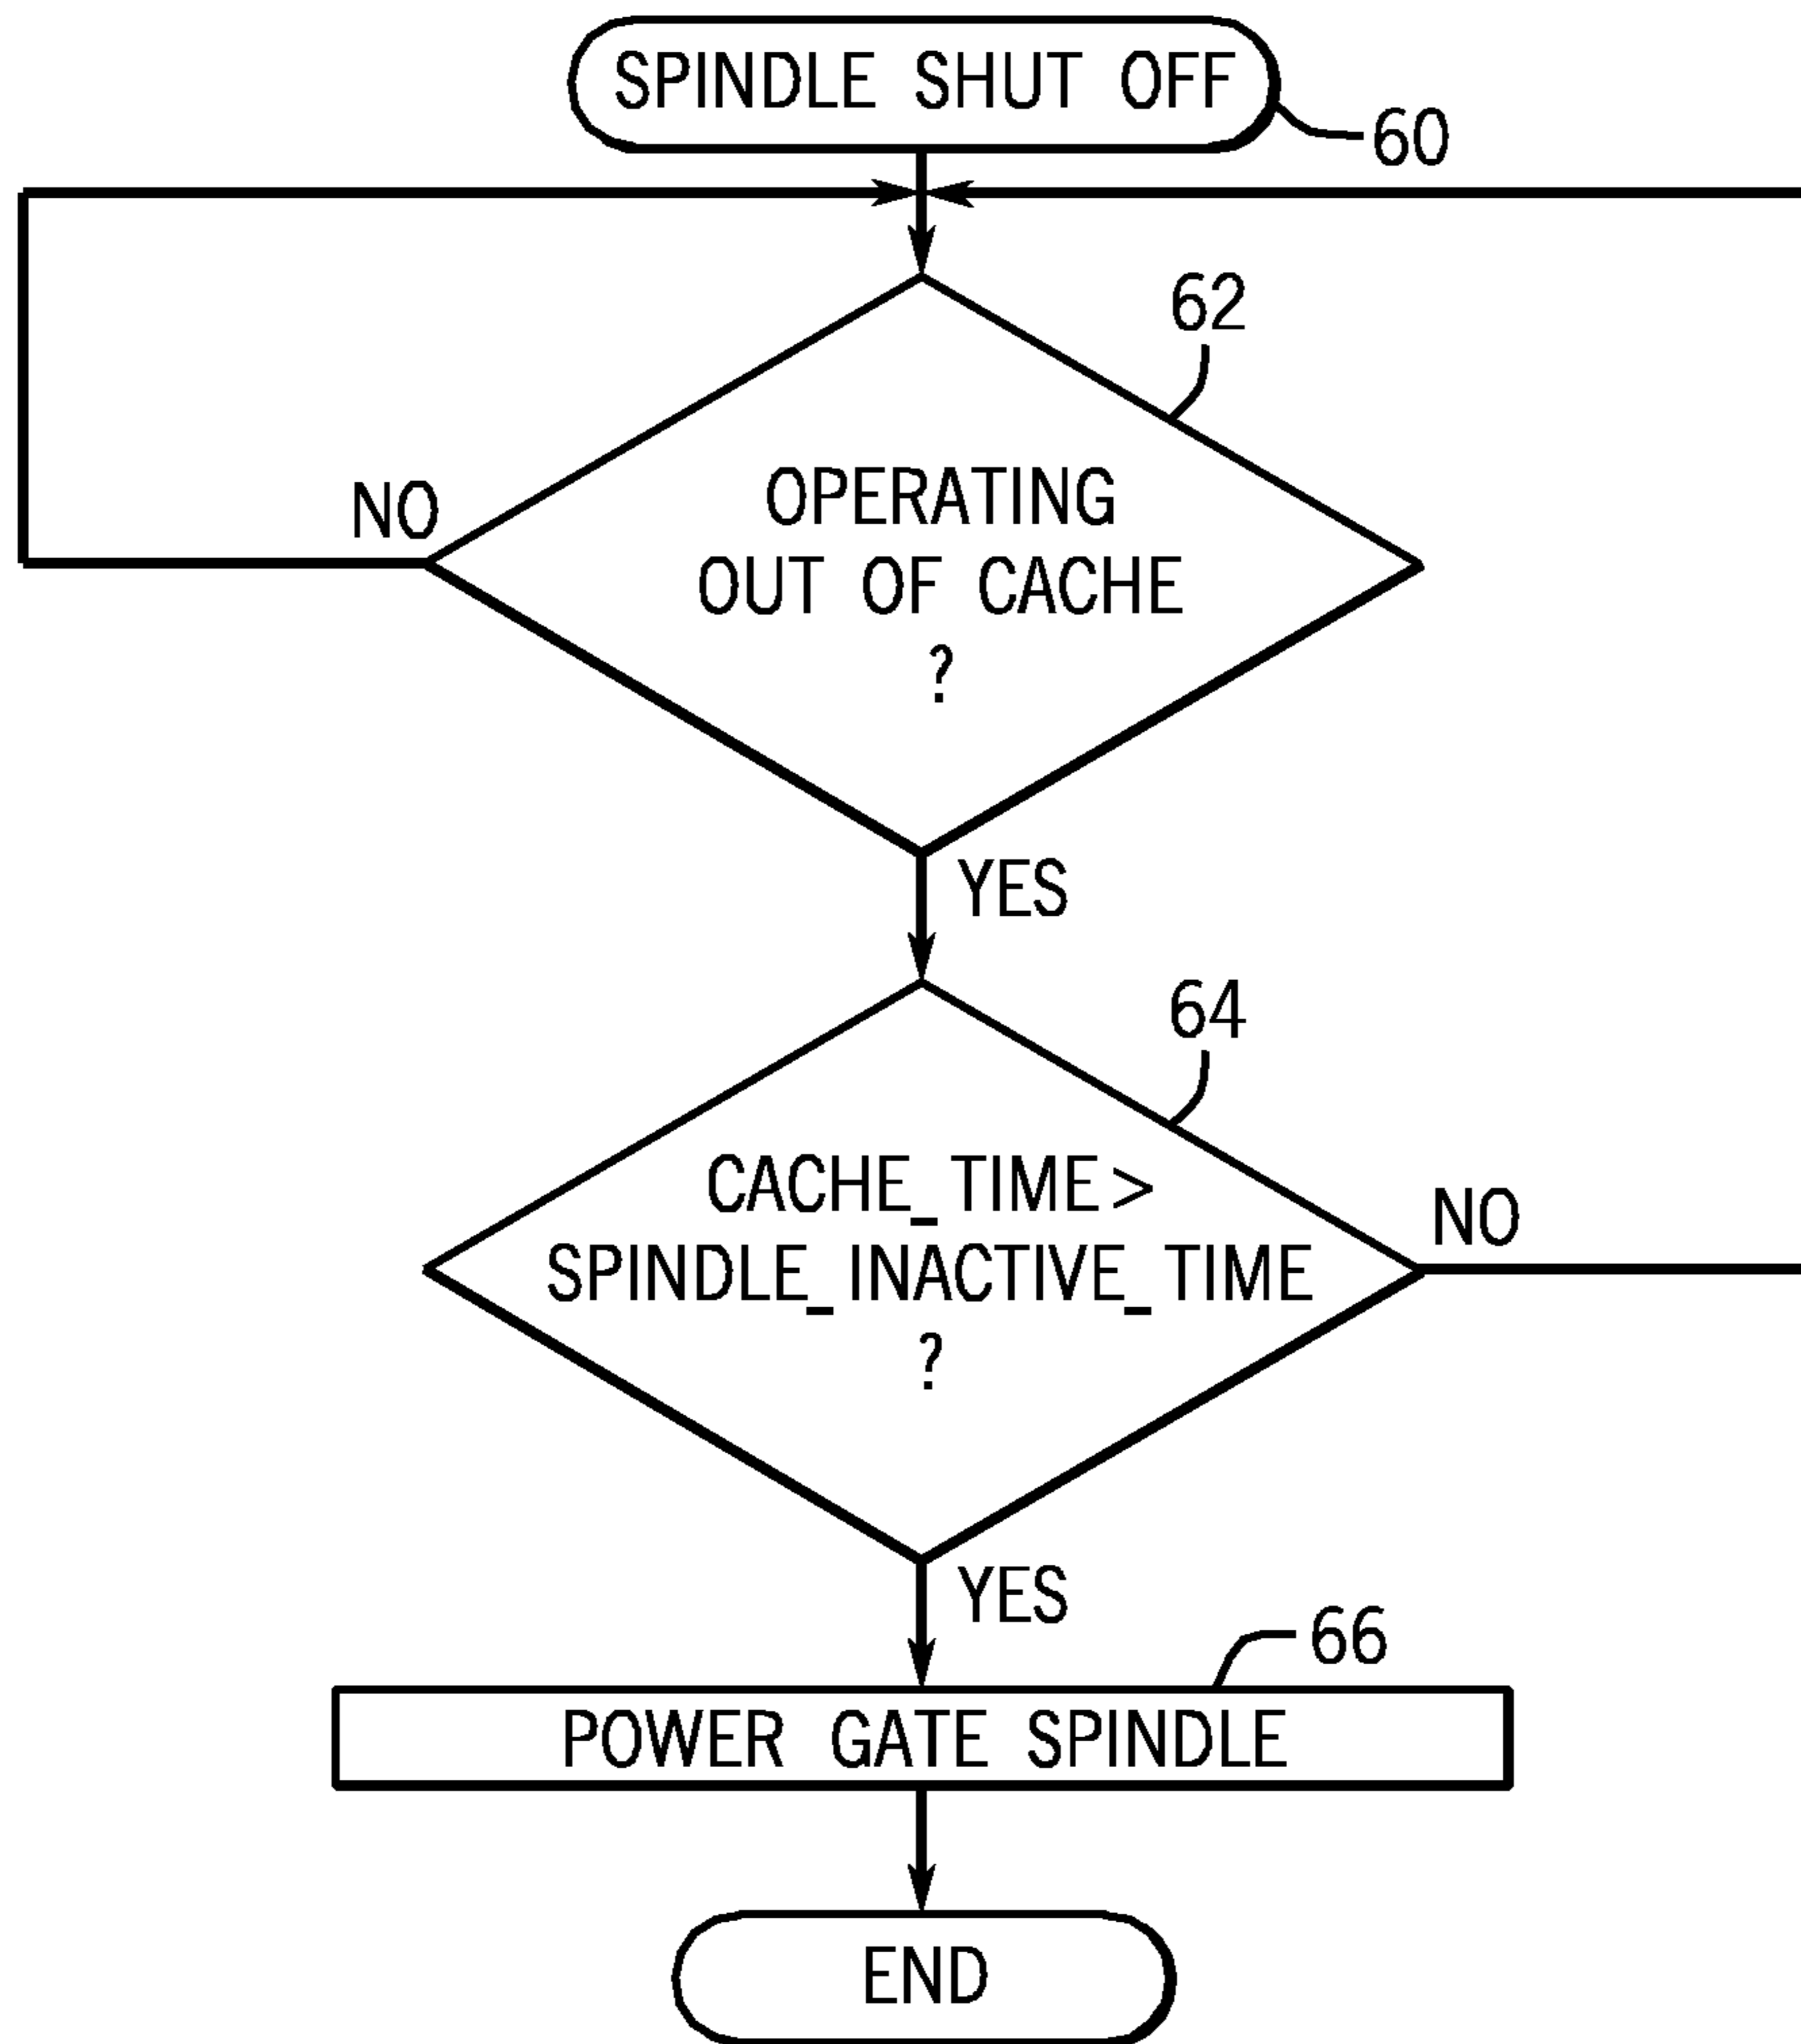 SPINDLE SHUT OFF
60
62
OPERATING
OUT OF CACHE
?
NO
YES
64
CACHE_TIME>
SPINDLE_INACTIVE_TIME
?
NO
YES
66
POWER GATE SPINDLE
END